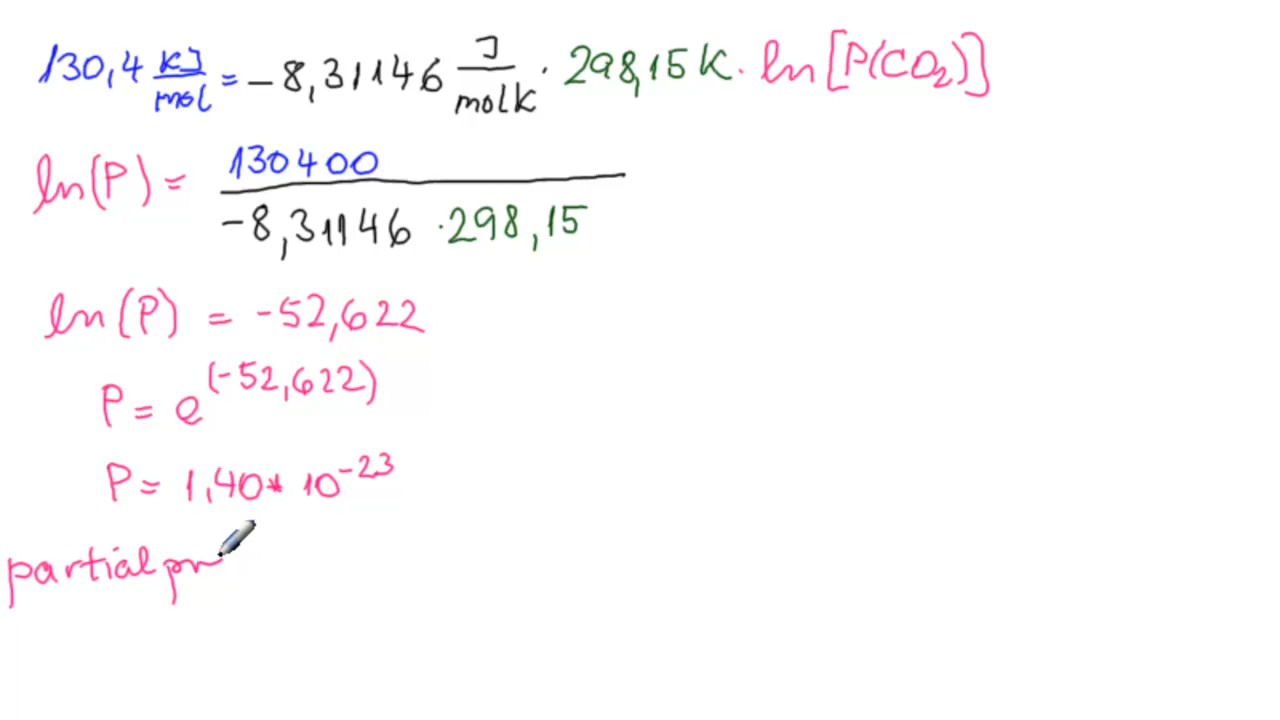 130,4 kJ/mol = -8,31146 J/molK · 298,15K · ln[P(CO₂)]
ln(P) = 130400 / -8,31146 · 298,15
ln(P) = -52,622
P = e^(-52,622)
P = 1,40 * 10^-23
partial pr